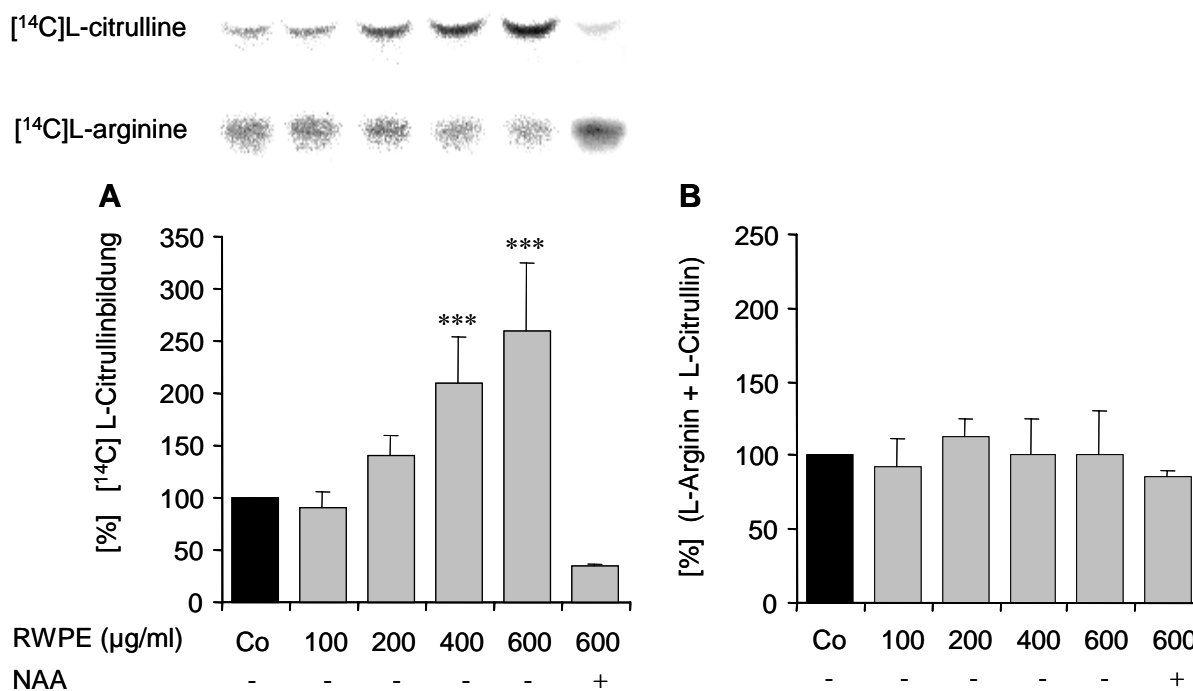 [¹⁴C]L-citrulline
[¹⁴C]L-arginine
A
[%] [¹⁴C] L-Citrullinbildung
350
300
250
200
150
100
50
0
***
***
RWPE (µg/ml) Co 100 200 400 600 600
NAA - - - - - +
B
[%] (L-Arginin + L-Citrullin)
250
200
150
100
50
0
Co 100 200 400 600 600
- - - - - +